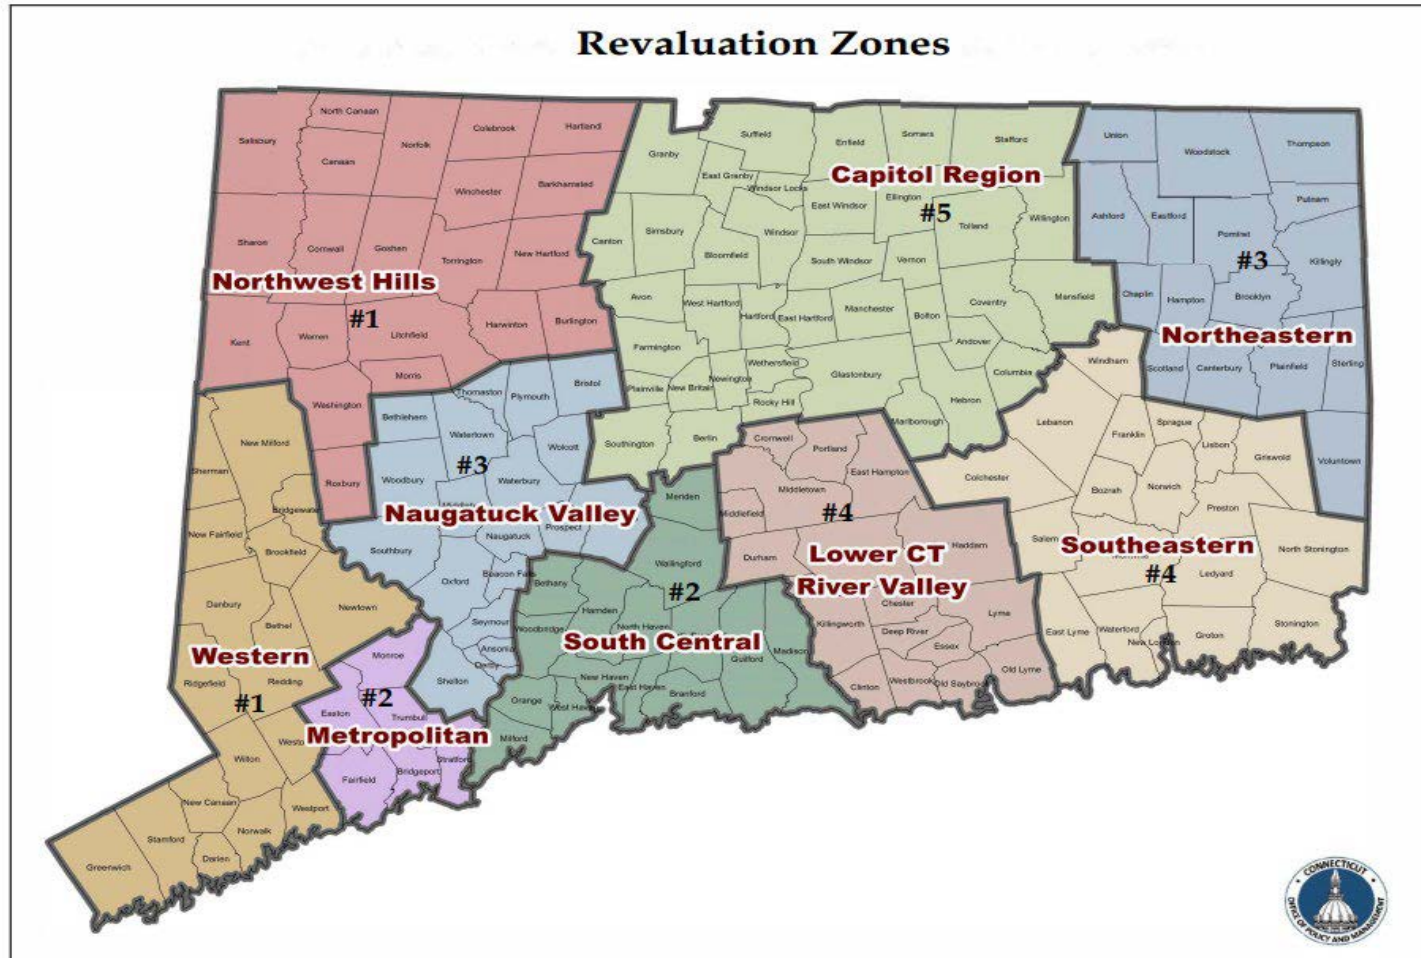 Revaluation Zones
North Canaan
Colebrook
Hartland
Salisbury
Norfolk
Canaan
Winchester
Barkhamsted
Sharon
Cornwall
Goshen
Torrington
New Hartford
Northwest Hills
#1
Kent
Warren
Litchfield
Harwinton
Burlington
Morris
Washington
Roxbury
Suffield
Enfield
Somers
Stafford
Granby
East Granby
Windsor Locks
Capitol Region
#5
East Windsor
Ellington
Tolland
Willington
Canton
Simsbury
Windsor
Bloomfield
South Windsor
Vernon
Avon
West Hartford
Hartford
East Hartford
Manchester
Bolton
Coventry
Mansfield
Farmington
Wethersfield
Glastonbury
Andover
Columbia
Plainville
New Britain
Newington
Rocky Hill
Hebron
Marlborough
Southington
Berlin
Union
Woodstock
Thompson
Putnam
Ashford
Eastford
Pomfret
#3
Killingly
Chaplin
Hampton
Brooklyn
Northeastern
Scotland
Canterbury
Plainfield
Sterling
Voluntown
Bethlehem
Thomaston
Plymouth
Bristol
Watertown
Wolcott
#3
Woodbury
Waterbury
Naugatuck Valley
Prospect
Naugatuck
Southbury
Oxford
Beacon Falls
Seymour
Ansonia
Derby
Shelton
New Milford
Sherman
Bridgewater
New Fairfield
Brookfield
Danbury
Newtown
Bethel
Western
Ridgefield
Redding
#1
Weston
Wilton
New Canaan
Westport
Norwalk
Stamford
Darien
Greenwich
Monroe
#2
Easton
Trumbull
Metropolitan
Stratford
Fairfield
Bridgeport
Meriden
Wallingford
#2
Bethany
Hamden
Woodbridge
North Haven
South Central
Guilford
Madison
New Haven
East Haven
Branford
Orange
West Haven
Milford
Cromwell
Portland
East Hampton
Middletown
Middlefield
#4
Durham
Haddam
Lower CT
River Valley
Killingworth
Chester
Deep River
Essex
Lyme
Clinton
Westbrook
Old Saybrook
Old Lyme
Windham
Lebanon
Franklin
Sprague
Lisbon
Griswold
Colchester
Bozrah
Norwich
Preston
Salem
Southeastern
North Stonington
#4
Ledyard
East Lyme
Waterford
New London
Groton
Stonington
CONNECTICUT
OFFICE OF POLICY AND MANAGEMENT